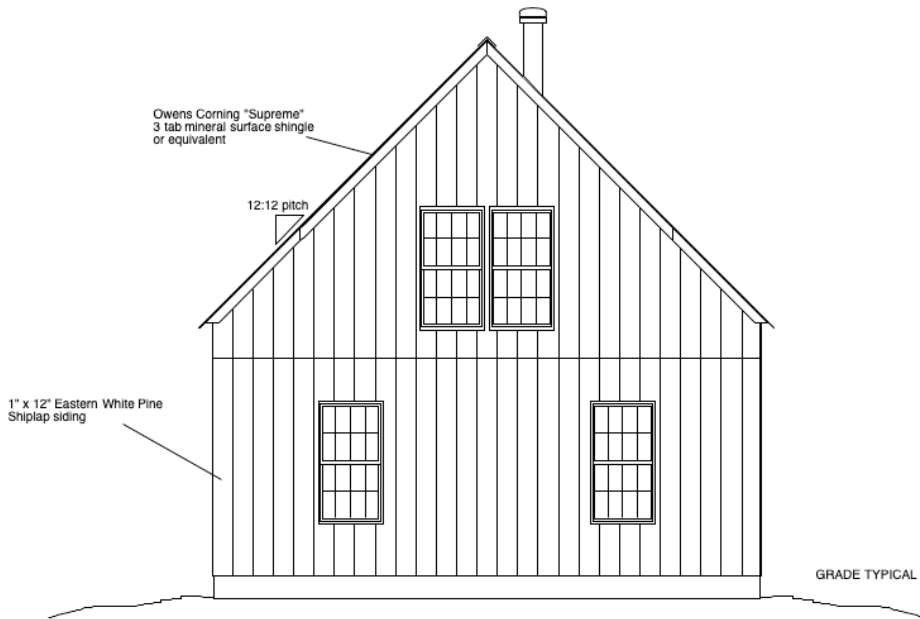 Owens Corning "Supreme"
3 tab mineral surface shingle
or equivalent
12:12 pitch
1" x 12" Eastern White Pine
Shiplap siding
GRADE TYPICAL